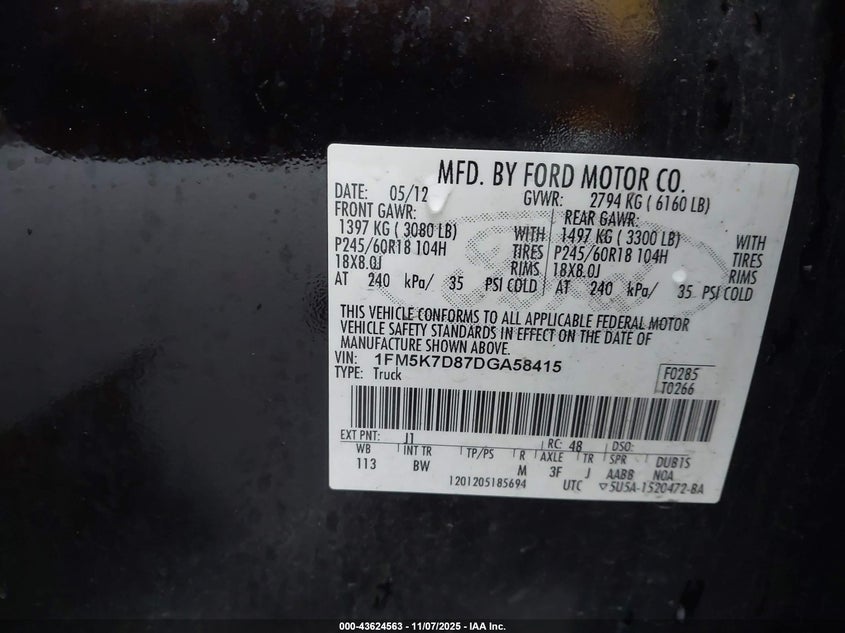 MFD. BY FORD MOTOR CO.
DATE: 05/12 GVWR: 2794 KG ( 6160 LB)
FRONT GAWR: REAR GAWR:
1397 KG ( 3080 LB) WITH 1497 KG ( 3300 LB) WITH
P245/60R18 104H TIRES P245/60R18 104H TIRES
18X8.0J RIMS 18X8.0J RIMS
AT 240 kPa/ 35 PSI COLD AT 240 kPa/ 35 PSI COLD
THIS VEHICLE CONFORMS TO ALL APPLICABLE FEDERAL MOTOR
VEHICLE SAFETY STANDARDS IN EFFECT ON THE DATE OF
MANUFACTURE SHOWN ABOVE.
VIN: 1FM5K7D87DGA58415 F0285
TYPE: Truck T0266
EXT PNT: J1 RC: 48 DSO:
WB INT TR TP/PS R AXLE TR SPR DUBTS
113 BW M 3F J AABB NOA
1201205185694 UTC ▽5U5A-1520472-BA
000-43624563 — 11/07/2025 — IAA Inc.